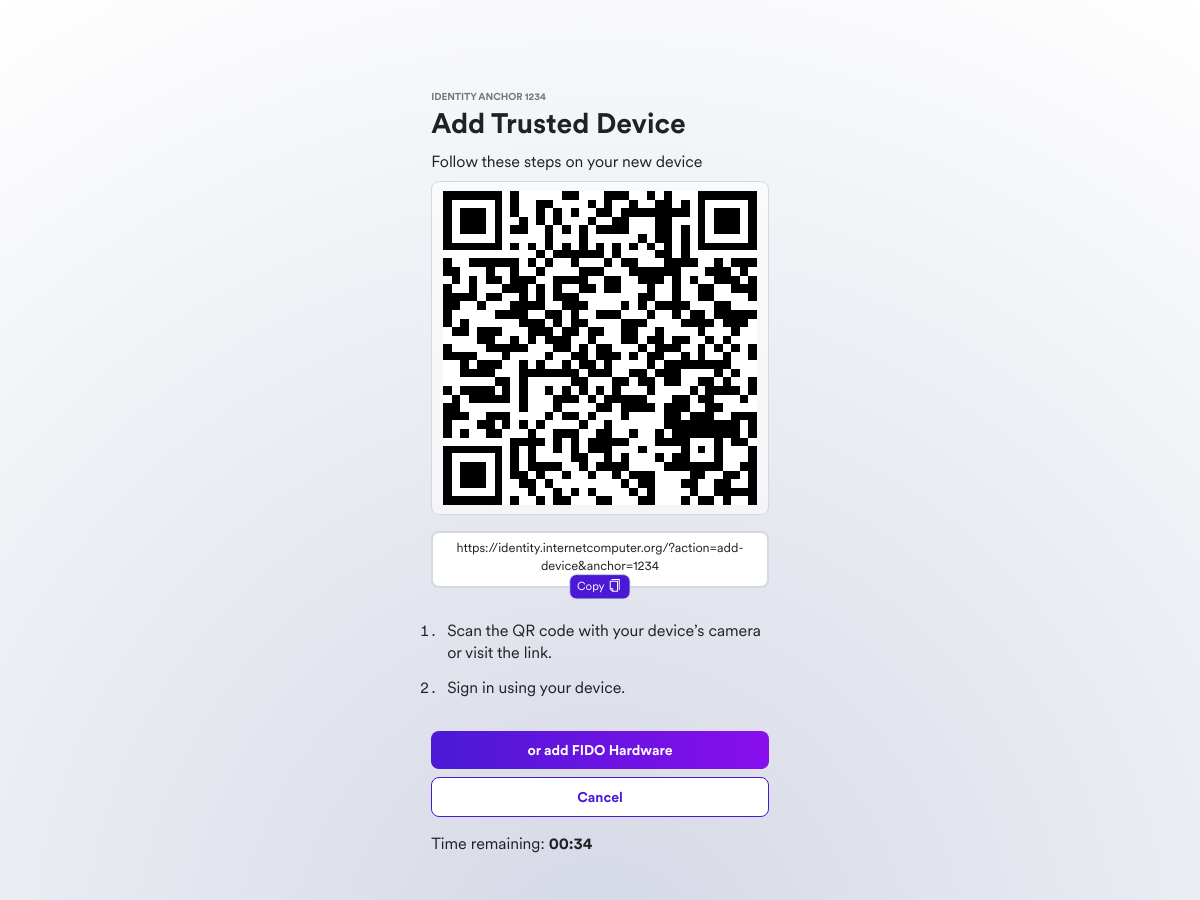 IDENTITY ANCHOR 1234
Add Trusted Device
Follow these steps on your new device
https://identity.internetcomputer.org/?action=add-
device&anchor=1234
Copy
1. Scan the QR code with your device’s camera
or visit the link.
2. Sign in using your device.
or add FIDO Hardware
Cancel
Time remaining: 00:34